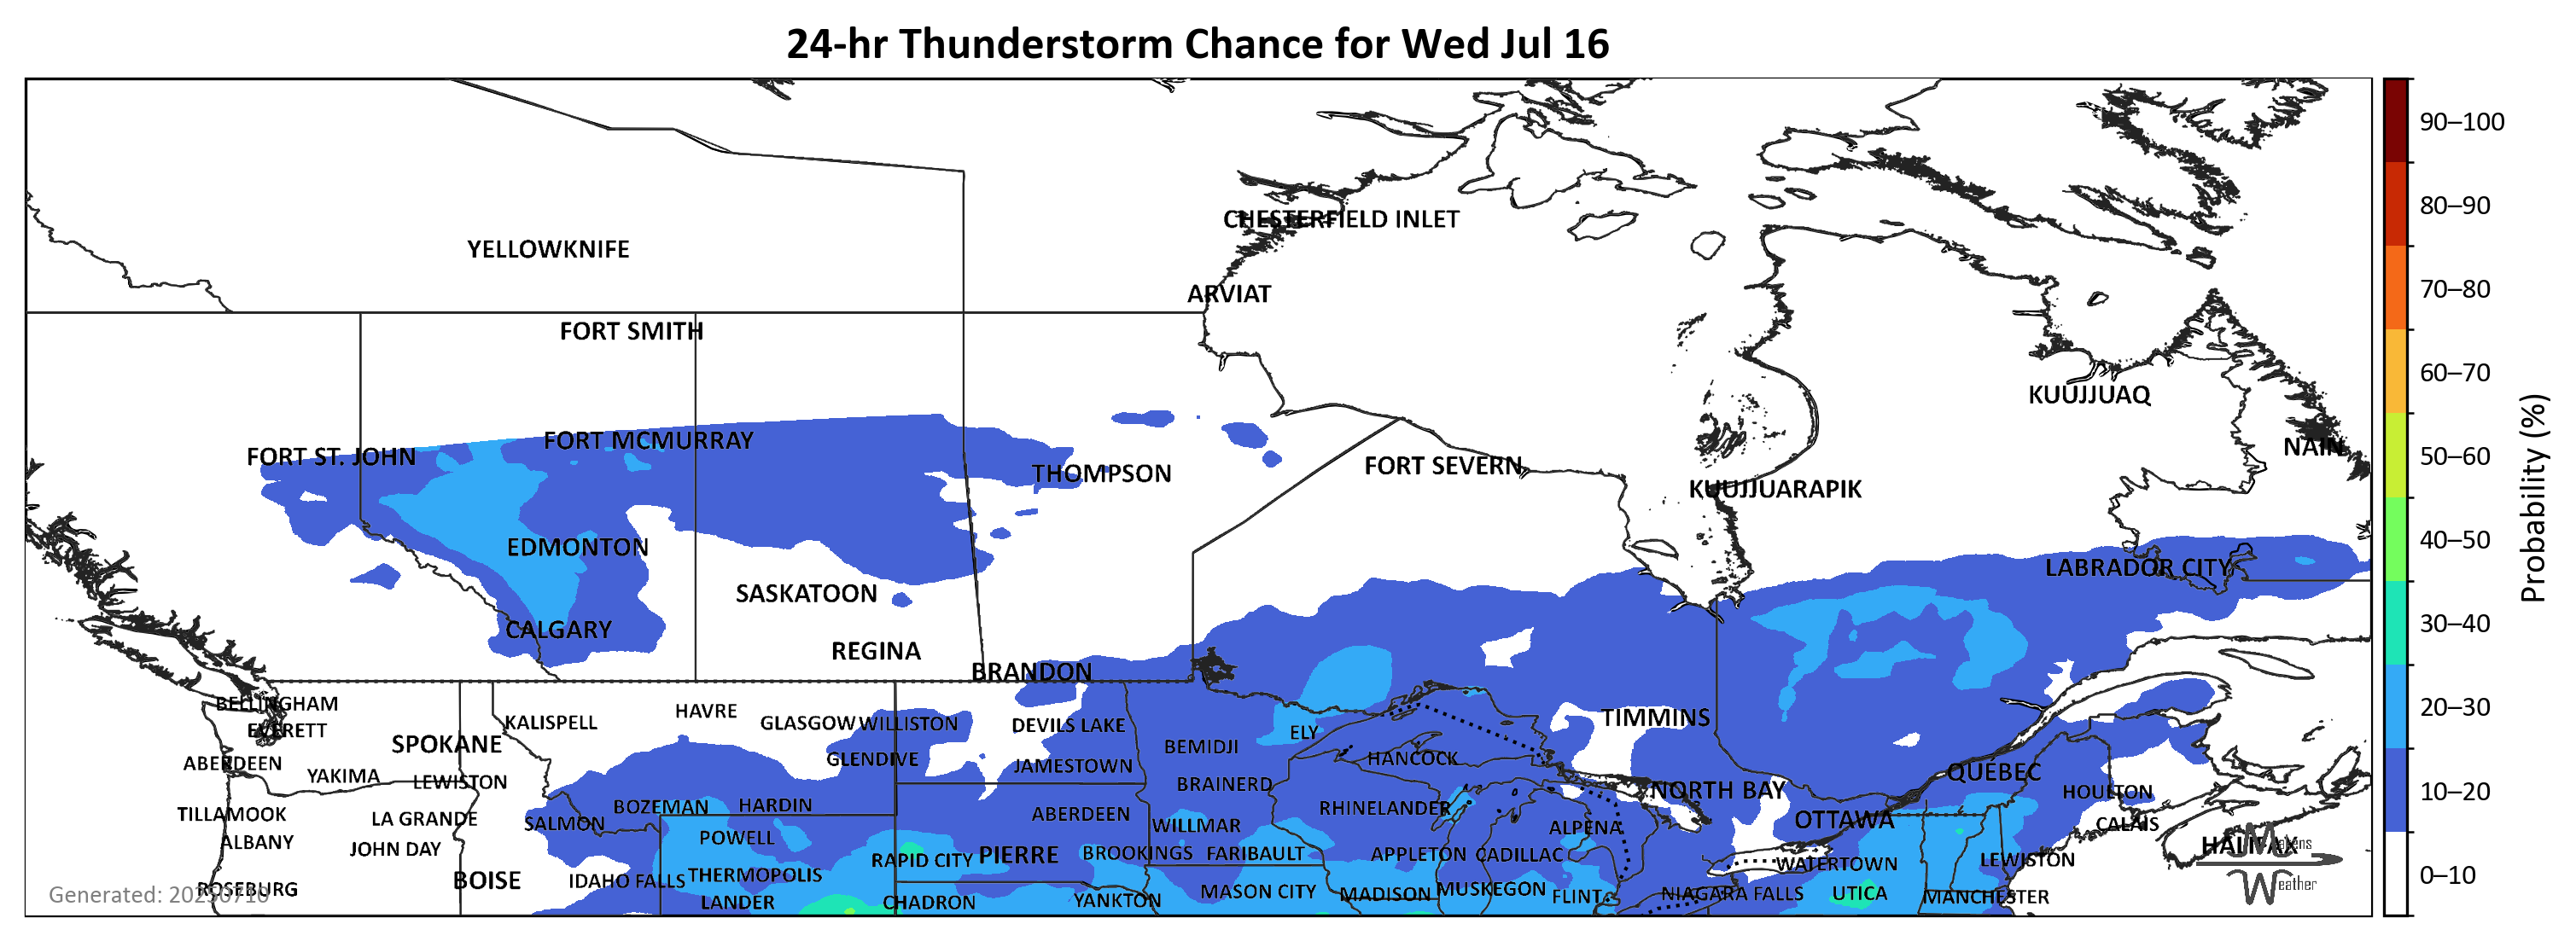 24-hr Thunderstorm Chance for Wed Jul 16
90–100
80–90
70–80
60–70
50–60
40–50
30–40
20–30
10–20
0–10
Probability (%)
CHESTERFIELD INLET
YELLOWKNIFE
ARVIAT
FORT SMITH
KUUJJUAQ
FORT ST. JOHN
FORT MCMURRAY
NAIN
THOMPSON
FORT SEVERN
KUUJJUARAPIK
EDMONTON
LABRADOR CITY
SASKATOON
CALGARY
REGINA
BRANDON
BELLINGHAM
EVERETT
KALISPELL
HAVRE
GLASGOW
WILLISTON
DEVILS LAKE
TIMMINS
SPOKANE
ELY
BEMIDJI
ABERDEEN
GLENDIVE
HANCOCK
JAMESTOWN
QUÉBEC
YAKIMA
LEWISTON
BRAINERD
NORTH BAY
HOULTON
TILLAMOOK
LA GRANDE
BOZEMAN
HARDIN
ABERDEEN
RHINELANDER
SALMON
WILLMAR
ALPENA
OTTAWA
CALAIS
ALBANY
JOHN DAY
POWELL
RAPID CITY
PIERRE
BROOKINGS
FARIBAULT
APPLETON
CADILLAC
WATERTOWN
LEWISTON
HALIFAX
BOISE
IDAHO FALLS
THERMOPOLIS
ROSEBURG
LANDER
CHADRON
YANKTON
MASON CITY
MADISON
MUSKEGON
FLINT
NIAGARA FALLS
UTICA
MANCHESTER
Generated: 20250710
Weather